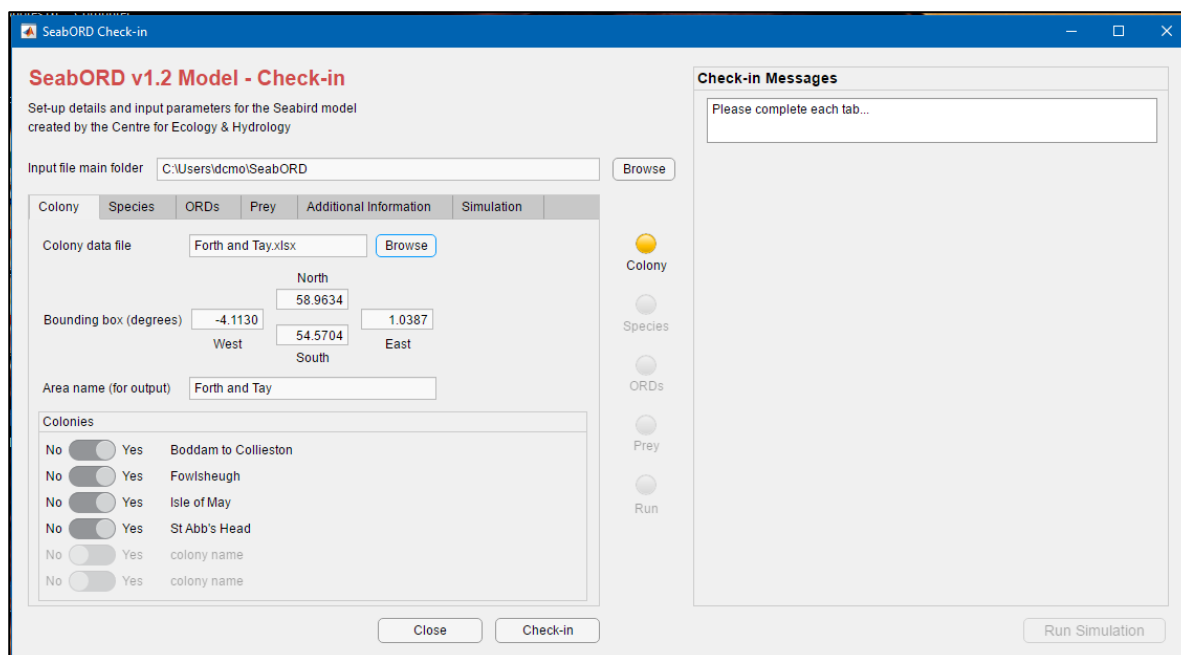 SeabORD Check-in
SeabORD v1.2 Model - Check-in
Set-up details and input parameters for the Seabird model
created by the Centre for Ecology & Hydrology
Input file main folder C:\Users\dcmo\SeabORD Browse
Colony Species ORDs Prey Additional Information Simulation
Colony data file Forth and Tay.xlsx Browse
North
58.9634
Bounding box (degrees) -4.1130 1.0387
West 54.5704 East
South
Area name (for output) Forth and Tay
Colonies
No Yes Boddam to Collieston
No Yes Fowlsheugh
No Yes Isle of May
No Yes St Abb's Head
No Yes colony name
No Yes colony name
Close Check-in
Colony
Species
ORDs
Prey
Run
Check-in Messages
Please complete each tab...
Run Simulation